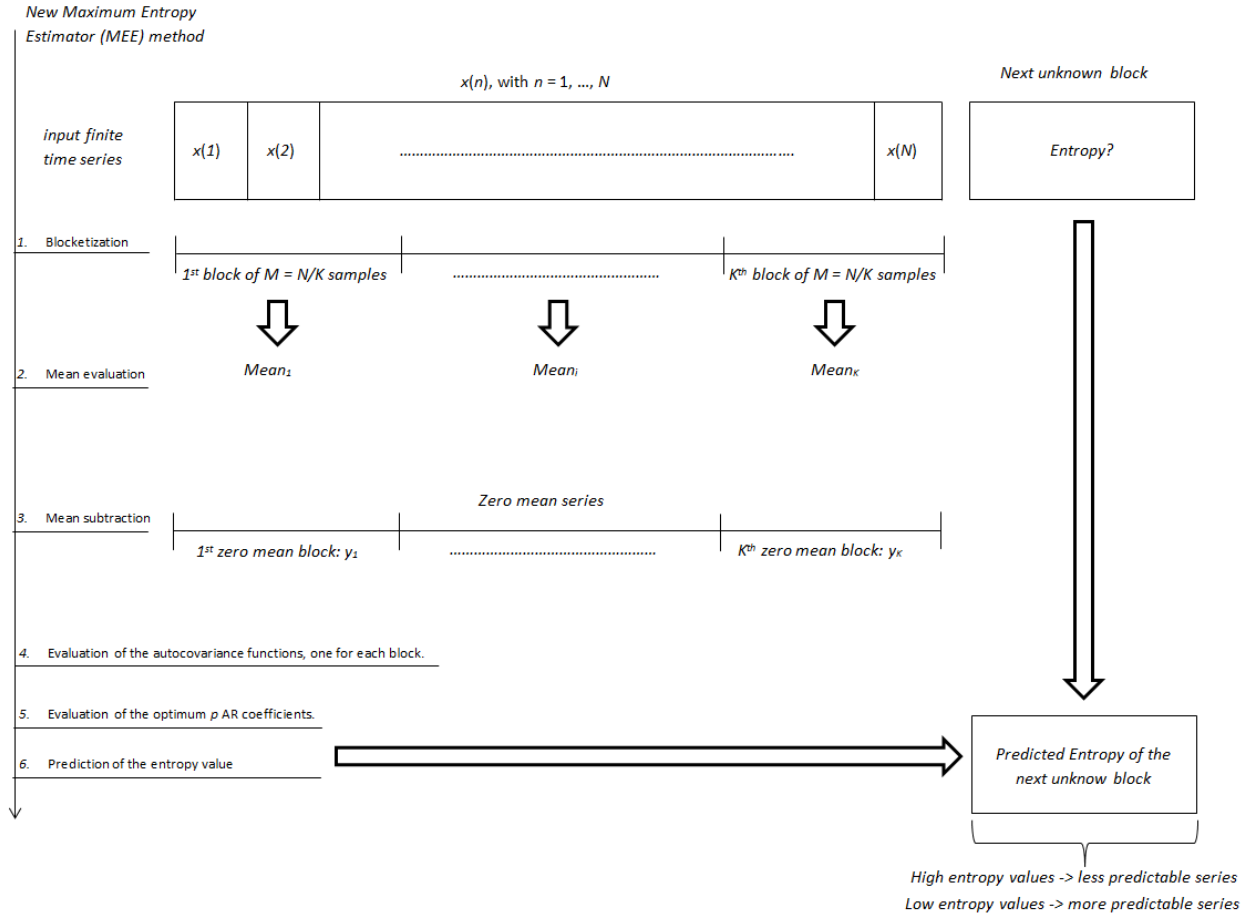 New Maximum Entropy
Estimator (MEE) method
x(n), with n = 1, ..., N
Next unknown block
input finite
time series
x(1)
x(2)
....................................................................................................
x(N)
Entropy?
1. Blocketization
1st block of M = N/K samples
....................................................
Kth block of M = N/K samples
2. Mean evaluation
Mean1
Meani
MeanK
Zero mean series
3. Mean subtraction
1st zero mean block: y1
....................................................
Kth zero mean block: yK
4. Evaluation of the autocovariance functions, one for each block.
5. Evaluation of the optimum p AR coefficients.
6. Prediction of the entropy value
Predicted Entropy of the
next unknow block
High entropy values -> less predictable series
Low entropy values -> more predictable series